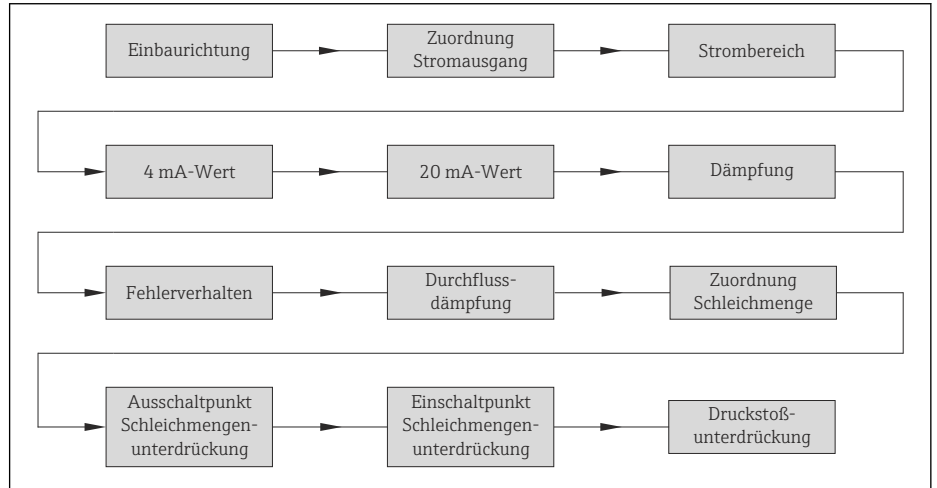 Einbaurichtung
Zuordnung
Stromausgang
Strombereich
4 mA-Wert
20 mA-Wert
Dämpfung
Fehlerverhalten
Durchfluss-
dämpfung
Zuordnung
Schleichmenge
Ausschaltpunkt
Schleichmengen-
unterdrückung
Einschaltpunkt
Schleichmengen-
unterdrückung
Druckstoß-
unterdrückung